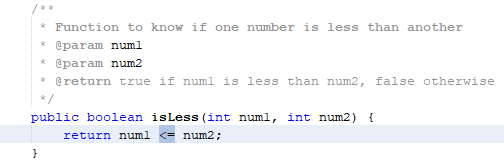 /**
 * Function to know if one number is less than another
 * @param num1
 * @param num2
 * @return true if num1 is less than num2, false otherwise
 */
public boolean isLess(int num1, int num2) {
    return num1 <= num2;
}